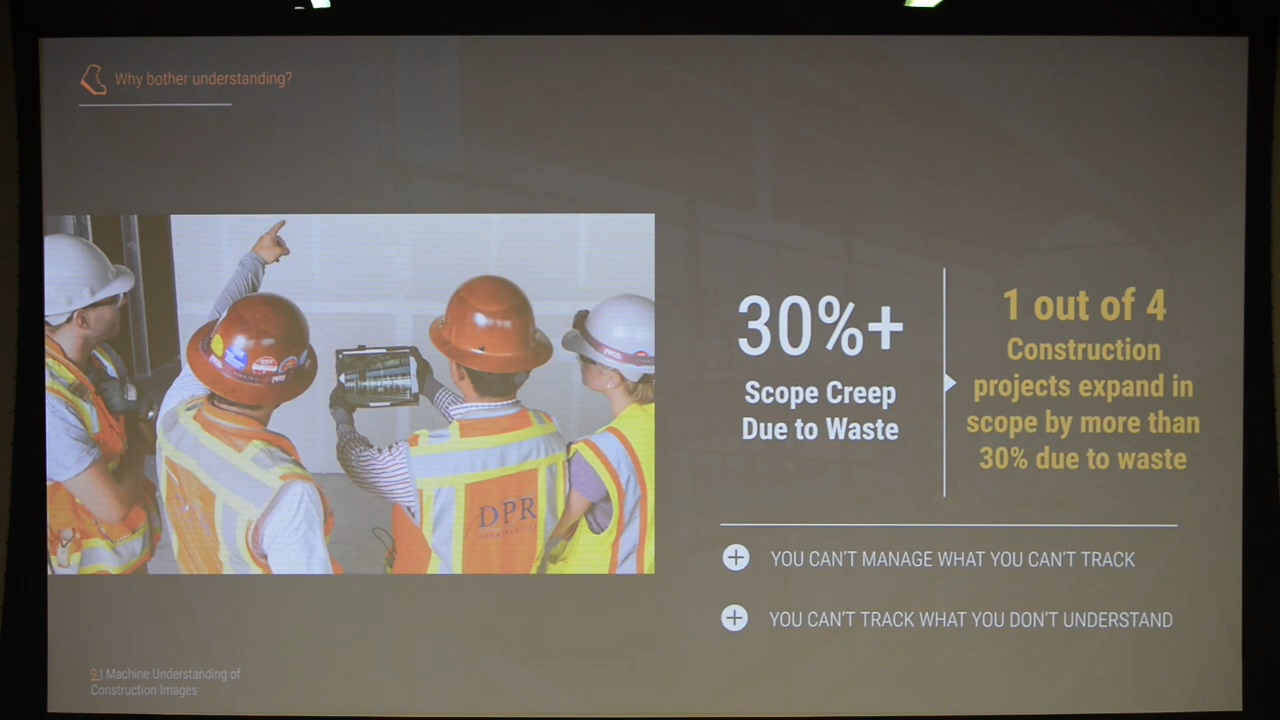 Why bother understanding?
30%+
Scope Creep
Due to Waste
1 out of 4
Construction
projects expand in
scope by more than
30% due to waste
DPR
YOU CAN'T MANAGE WHAT YOU CAN'T TRACK
YOU CAN'T TRACK WHAT YOU DON'T UNDERSTAND
9 | Machine Understanding of
Construction Images